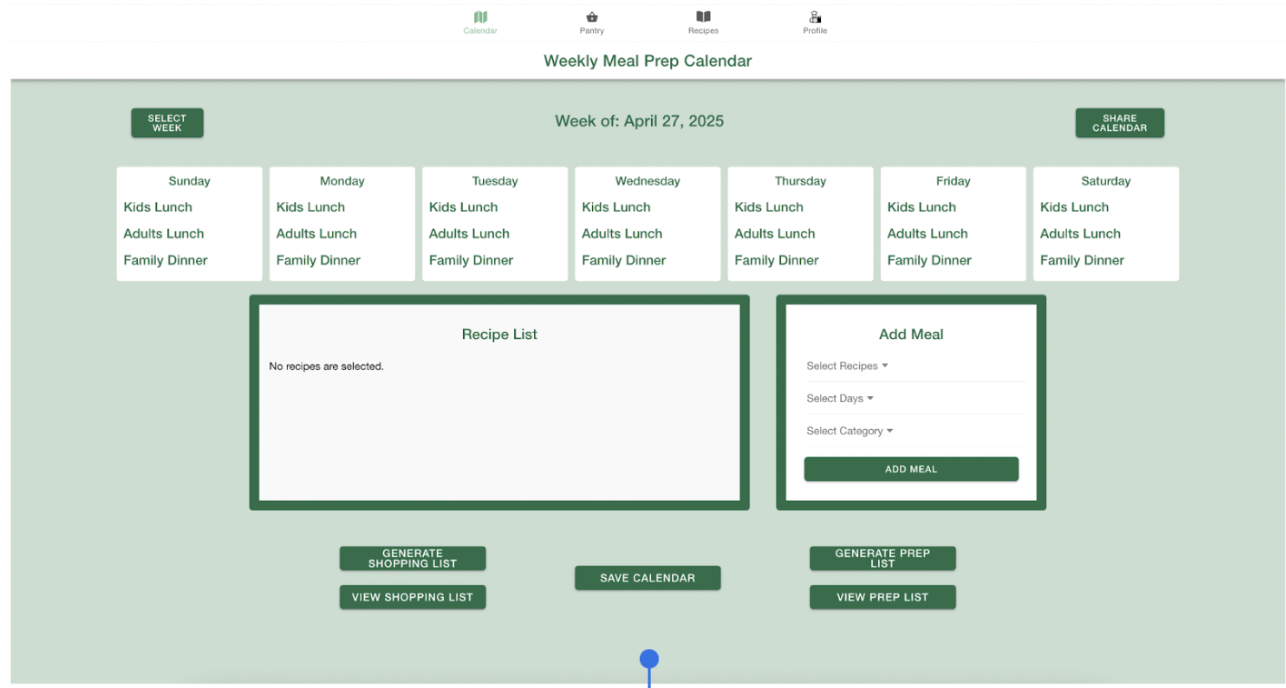 Calendar
Pantry
Recipes
Profile
Weekly Meal Prep Calendar
SELECT
WEEK
Week of: April 27, 2025
SHARE
CALENDAR
Sunday
Kids Lunch
Adults Lunch
Family Dinner
Monday
Kids Lunch
Adults Lunch
Family Dinner
Tuesday
Kids Lunch
Adults Lunch
Family Dinner
Wednesday
Kids Lunch
Adults Lunch
Family Dinner
Thursday
Kids Lunch
Adults Lunch
Family Dinner
Friday
Kids Lunch
Adults Lunch
Family Dinner
Saturday
Kids Lunch
Adults Lunch
Family Dinner
Recipe List
No recipes are selected.
Add Meal
Select Recipes
Select Days
Select Category
ADD MEAL
GENERATE
SHOPPING LIST
VIEW SHOPPING LIST
SAVE CALENDAR
GENERATE PREP
LIST
VIEW PREP LIST